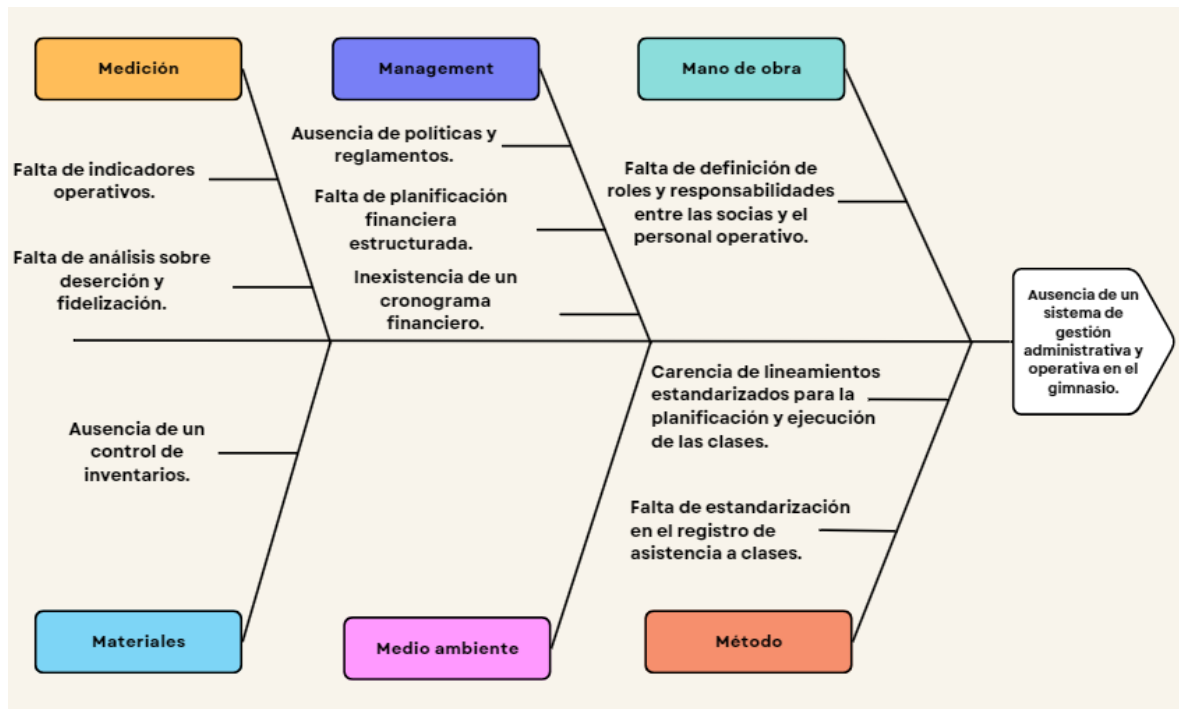 Medición
Management
Mano de obra
Ausencia de políticas y
reglamentos.
Falta de indicadores
operativos.
Falta de planificación
financiera
estructurada.
Falta de definición de
roles y responsabilidades
entre las socias y el
personal operativo.
Falta de análisis sobre
deserción y
fidelización.
Inexistencia de un
cronograma
financiero.
Ausencia de un
sistema de
gestión
administrativa y
operativa en el
gimnasio.
Carencia de lineamientos
estandarizados para la
planificación y ejecución
de las clases.
Ausencia de un
control de
inventarios.
Falta de estandarización
en el registro de
asistencia a clases.
Materiales
Medio ambiente
Método